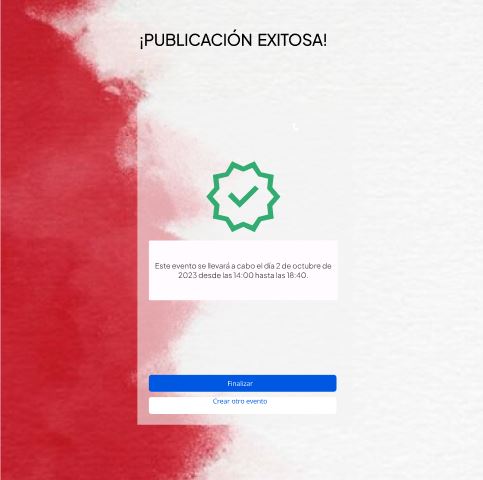 ¡PUBLICACIÓN EXITOSA!
Este evento se llevará a cabo el día 2 de octubre de
2023 desde las 14:00 hasta las 18:40.
Finalizar
Crear otro evento